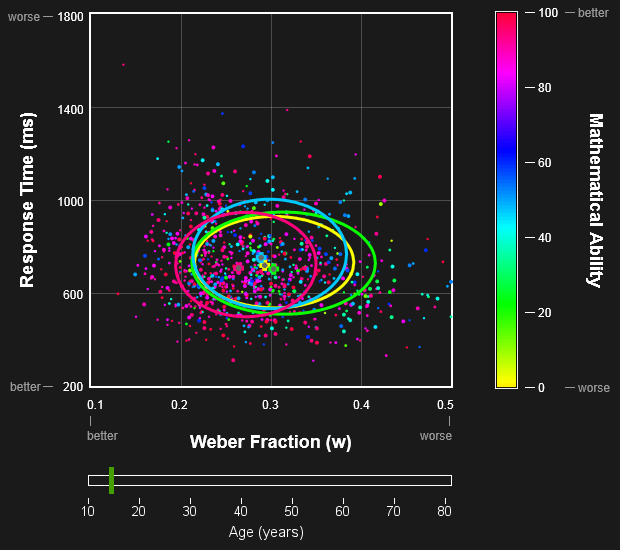 worse
1800
1400
1000
600
better
200
Response Time (ms)
0.1
0.2
0.3
0.4
0.5
better
worse
Weber Fraction (w)
10
20
30
40
50
60
70
80
Age (years)
100
better
80
60
40
20
0
worse
Mathematical Ability